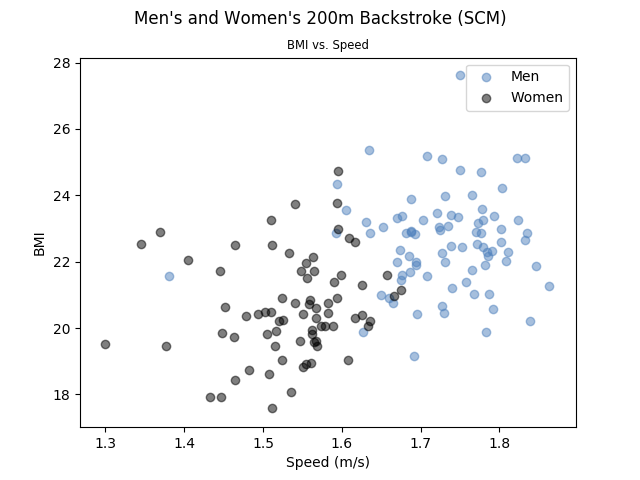 Men's and Women's 200m Backstroke (SCM)
BMI vs. Speed
Men
Women
28
26
24
22
20
18
BMI
1.3 1.4 1.5 1.6 1.7 1.8
Speed (m/s)